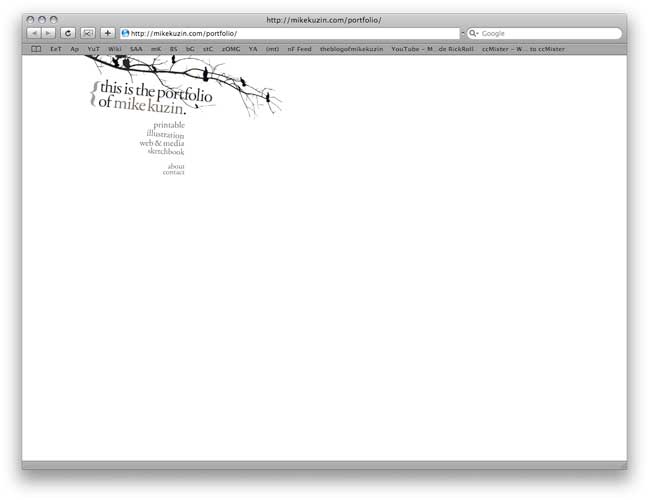 http://mikekuzin.com/portfolio/
http://mikekuzin.com/portfolio/
Google
EeT Ap YuT Wiki SAA mK BS bG stC zOMG YA (mt) nF Feed theblogofmikekuzin YouTube – M...de RickRoll ccMister – W... to ccMister
{ this is the portfolio
of mike kuzin.
printable
illustration
web & media
sketchbook
about
contact